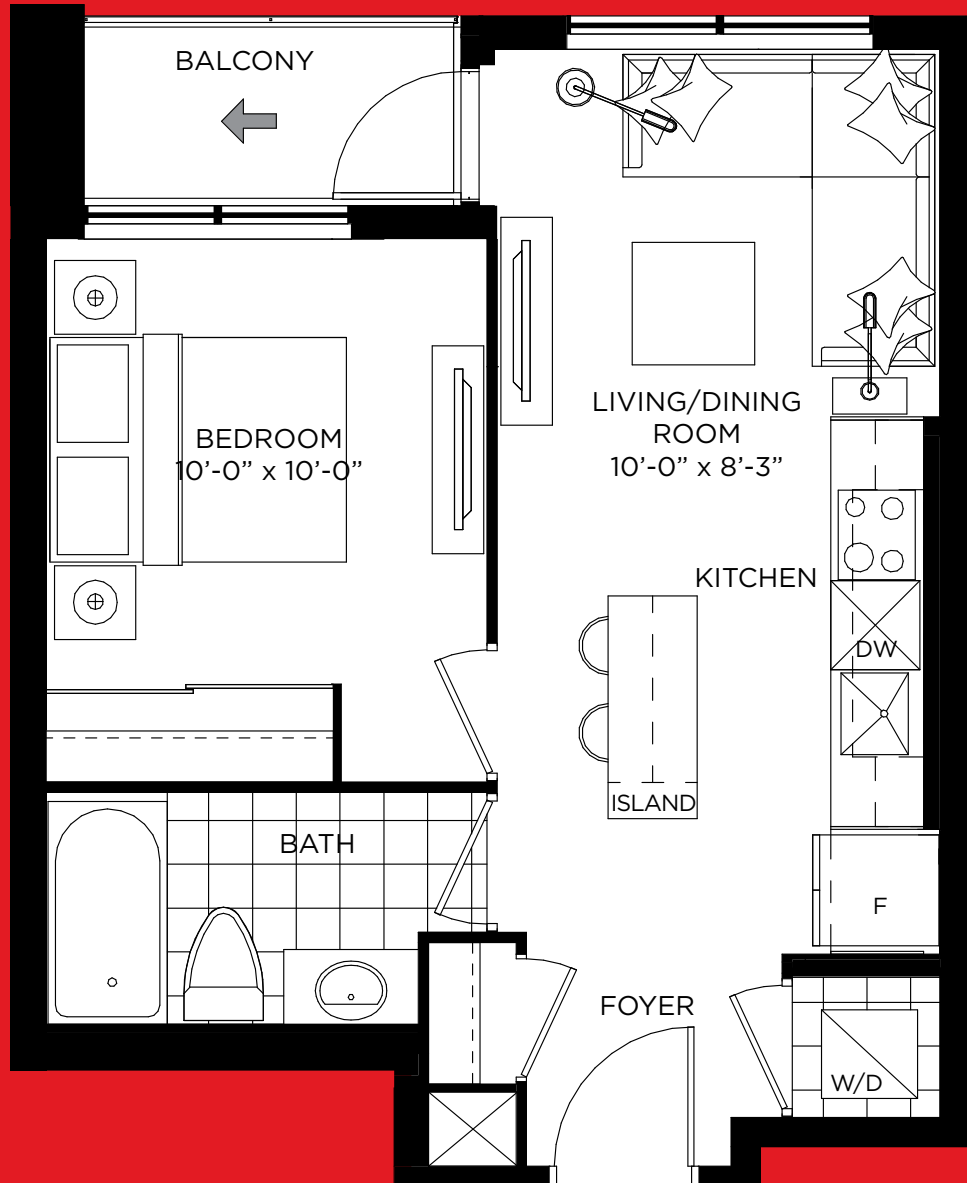 BALCONY
BEDROOM
10’-0” x 10’-0”
LIVING/DINING
ROOM
10’-0” x 8’-3”
KITCHEN
DW
ISLAND
BATH
F
FOYER
W/D